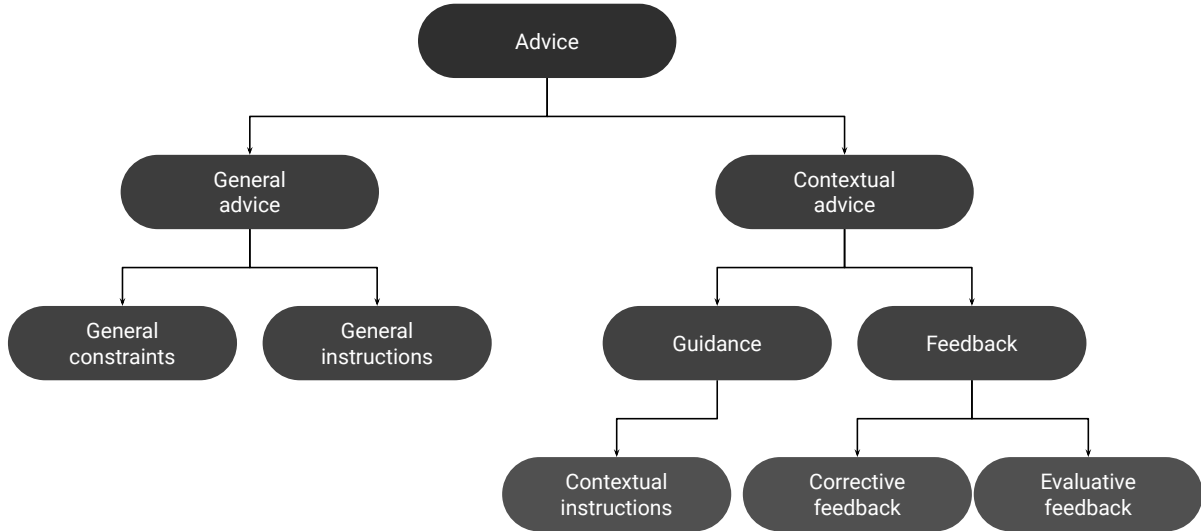 Advice
General
advice
Contextual
advice
General
constraints
General
instructions
Guidance
Feedback
Contextual
instructions
Corrective
feedback
Evaluative
feedback